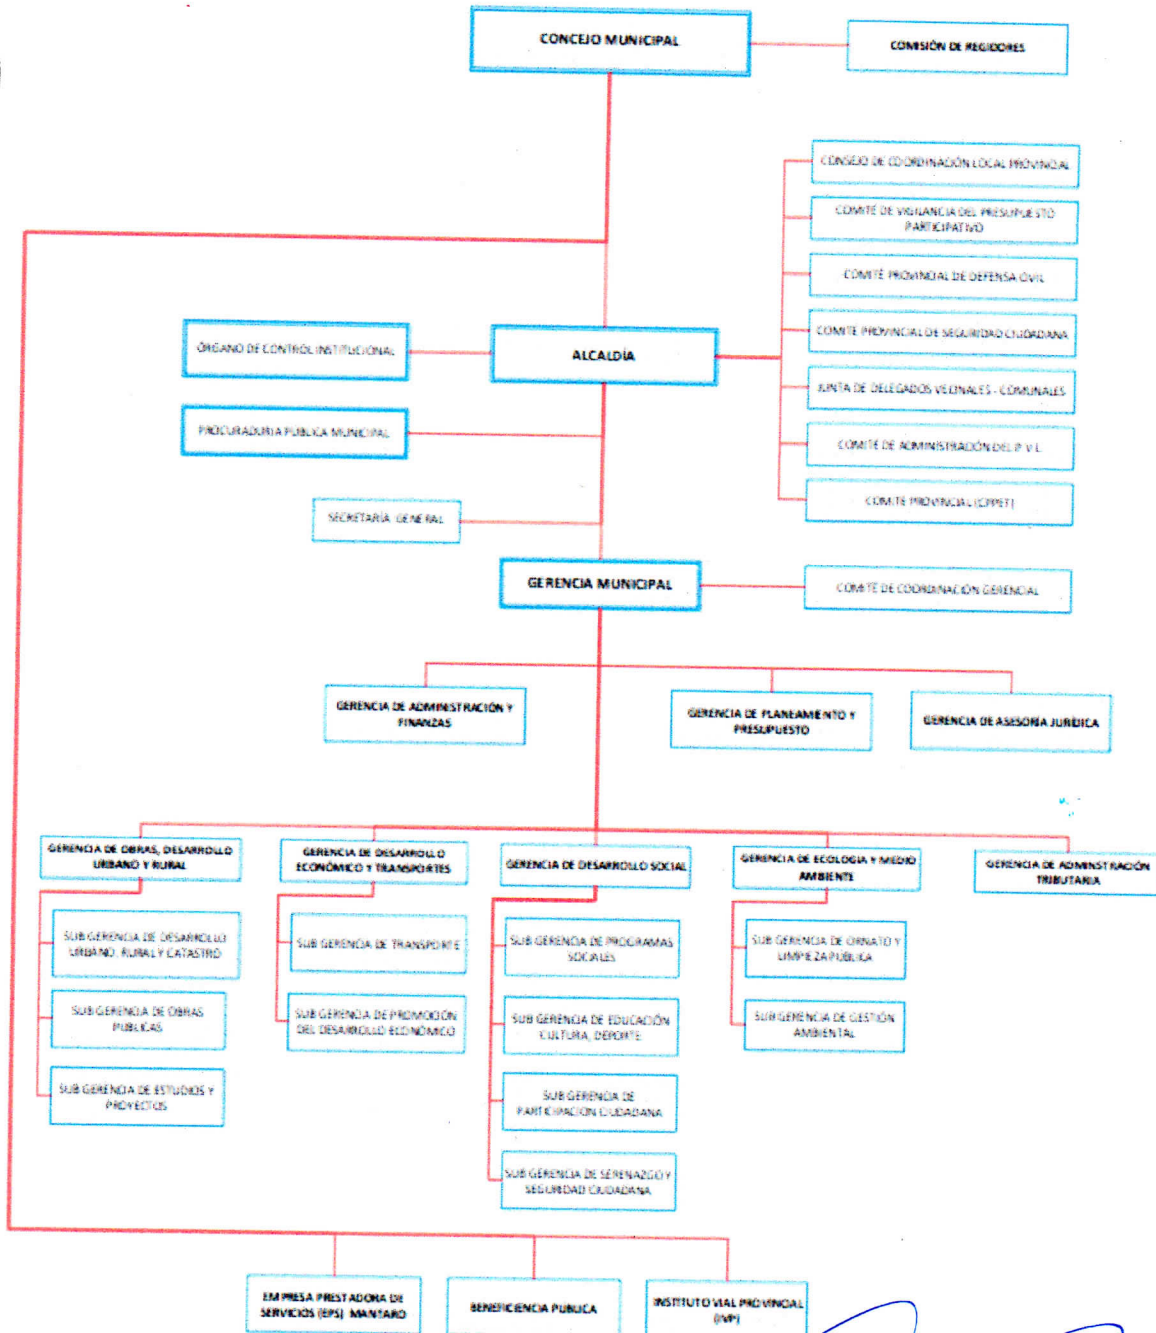 CONCEJO MUNICIPAL
COMISIÓN DE REGIDORES
CONSEJO DE COORDINACIÓN LOCAL PROVINCIAL
COMITÉ DE VIGILANCIA DEL PRESUPUESTO
PARTICIPATIVO
COMITÉ PROVINCIAL DE DEFENSA CIVIL
COMITE PROVINCIAL DE SEGURIDAD CIUDADANA
JUNTA DE DELEGADOS VECINALES - COMUNALES
COMITÉ DE ADMINISTRACIÓN DEL P.V.L.
COMITÉ PROVINCIAL (CPPET)
ÓRGANO DE CONTROL INSTITUCIONAL
ALCALDÍA
PROCURADURIA PUBLICA MUNICIPAL
SECRETARÍA GENERAL
GERENCIA MUNICIPAL
COMITÉ DE COORDINACIÓN GERENCIAL
GERENCIA DE ADMINISTRACIÓN Y
FINANZAS
GERENCIA DE PLANEAMIENTO Y
PRESUPUESTO
GERENCIA DE ASESORÍA JURÍDICA
GERENCIA DE OBRAS, DESARROLLO
URBANO Y RURAL
GERENCIA DE DESARROLLO
ECONÓMICO Y TRANSPORTES
GERENCIA DE DESARROLLO SOCIAL
GERENCIA DE ECOLOGIA Y MEDIO
AMBIENTE
GERENCIA DE ADMINSTRACIÓN
TRIBUTARIA
SUB GERENCIA DE DESARROLLO
URBANO, RURAL Y CATASTRO
SUB GERENCIA DE OBRAS
PUBLICAS
SUB GERENCIA DE ESTUDIOS Y
PROYECTOS
SUB GERENCIA DE TRANSPORTE
SUB GERENCIA DE PROMOCIÓN
DEL DESARROLLO ECONÓMICO
SUB GERENCIA DE PROGRAMAS
SOCIALES
SUB GERENCIA DE EDUCACIÓN
CULTURA, DEPORTE
SUB GERENCIA DE
PARTICIPACIÓN CIUDADANA
SUB GERENCIA DE SERENAZGO Y
SEGURIDAD CIUDADANA
SUB GERENCIA DE ORNATO Y
LIMPIEZA PÚBLICA
SUB GERENCIA DE GESTIÓN
AMBIENTAL
EMPRESA PRESTADORA DE
SERVICIOS (EPS) MANTARO
BENEFICIENCIA PUBLICA
INSTITUTO VIAL PROVINCIAL
(IVP)